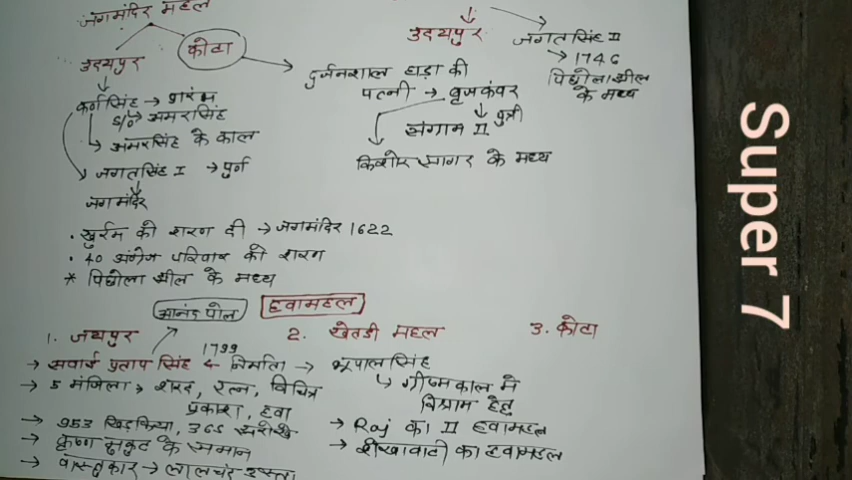 जगमंदिर महल
उदयपुर
कोटा
कर्णसिंह → प्रारंभ
S/o अमरसिंह
→ अमरसिंह के काल
जगतसिंह I → पुर्ण
जगमंदिर
दुर्जनशाल हाडा की
पत्नी → वृजकंवर
↓ पुत्री
संग्राम II
किशोर सागर के मध्य
उदयपुर
जगतसिंह II
→ 1746
पिछोला झील
के मध्य
• खुर्रम को शरण दी → जगमंदिर 1622
• 40 अंग्रेज परिवार को शरण
* पिछोला झील के मध्य
आनंद पोल
हवामहल
1. जयपुर
2. खेतडी महल
3. कोटा
1799
→ सवाई प्रताप सिंह ← निर्माता → भूपाल सिंह
→ 5 मंजिला → शरद, रत्न, विचित्र
प्रकाश, हवा
↳ ग्रीष्मकाल मे
विश्राम हेतु
→ 953 खिडकिया, 365 झरोखे
→ Raj का II हवामहल
→ कृष्ण मुकुट के समान
→ शेखावाटी का हवामहल
→ वास्तुकार → लालचंद उस्ता
Super 7